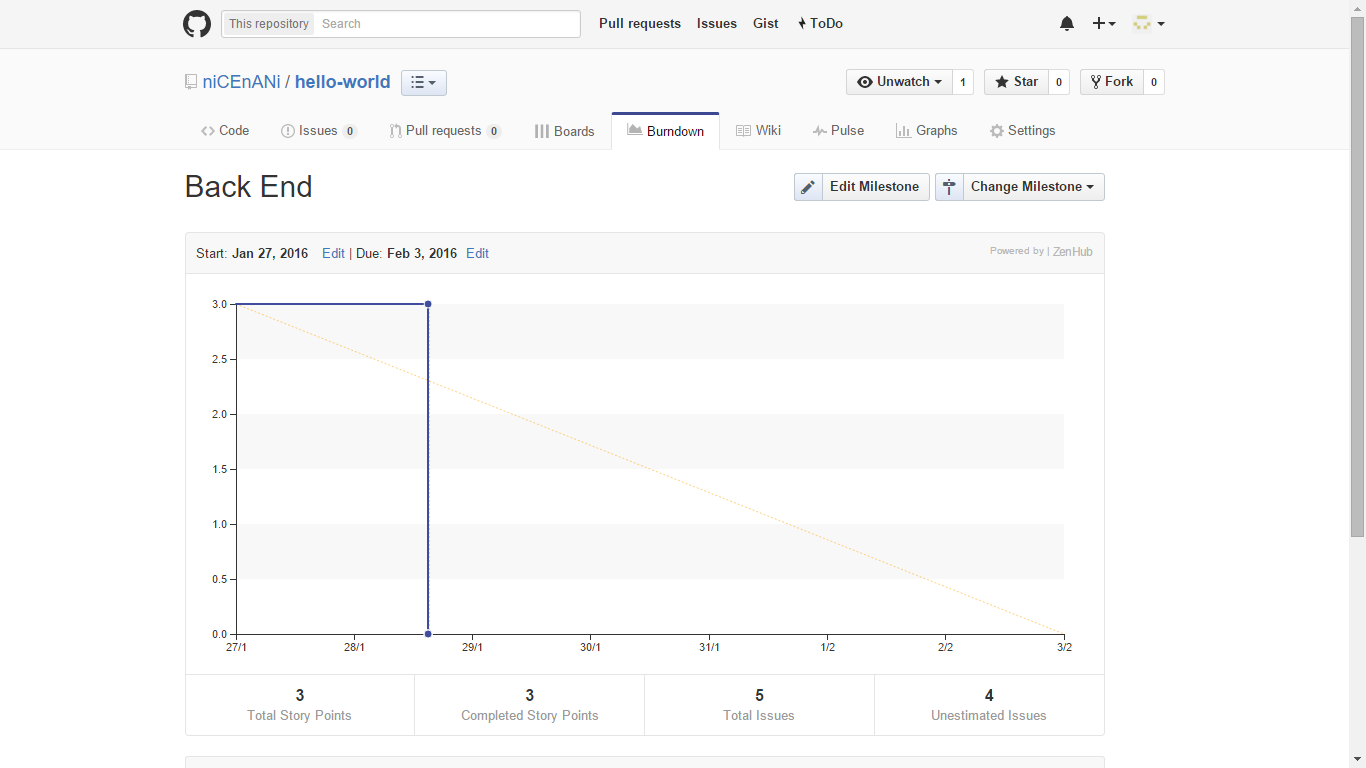 This repository Search Pull requests Issues Gist ToDo
niCEnANi / hello-world Unwatch 1 Star 0 Fork 0
Code Issues 0 Pull requests 0 Boards Burndown Wiki Pulse Graphs Settings
Back End Edit Milestone Change Milestone
Start: Jan 27, 2016 Edit | Due: Feb 3, 2016 Edit Powered by | ZenHub
3.0
2.5
2.0
1.5
1.0
0.5
0.0
27/1 28/1 29/1 30/1 31/1 1/2 2/2 3/2
3 3 5 4
Total Story Points Completed Story Points Total Issues Unestimated Issues